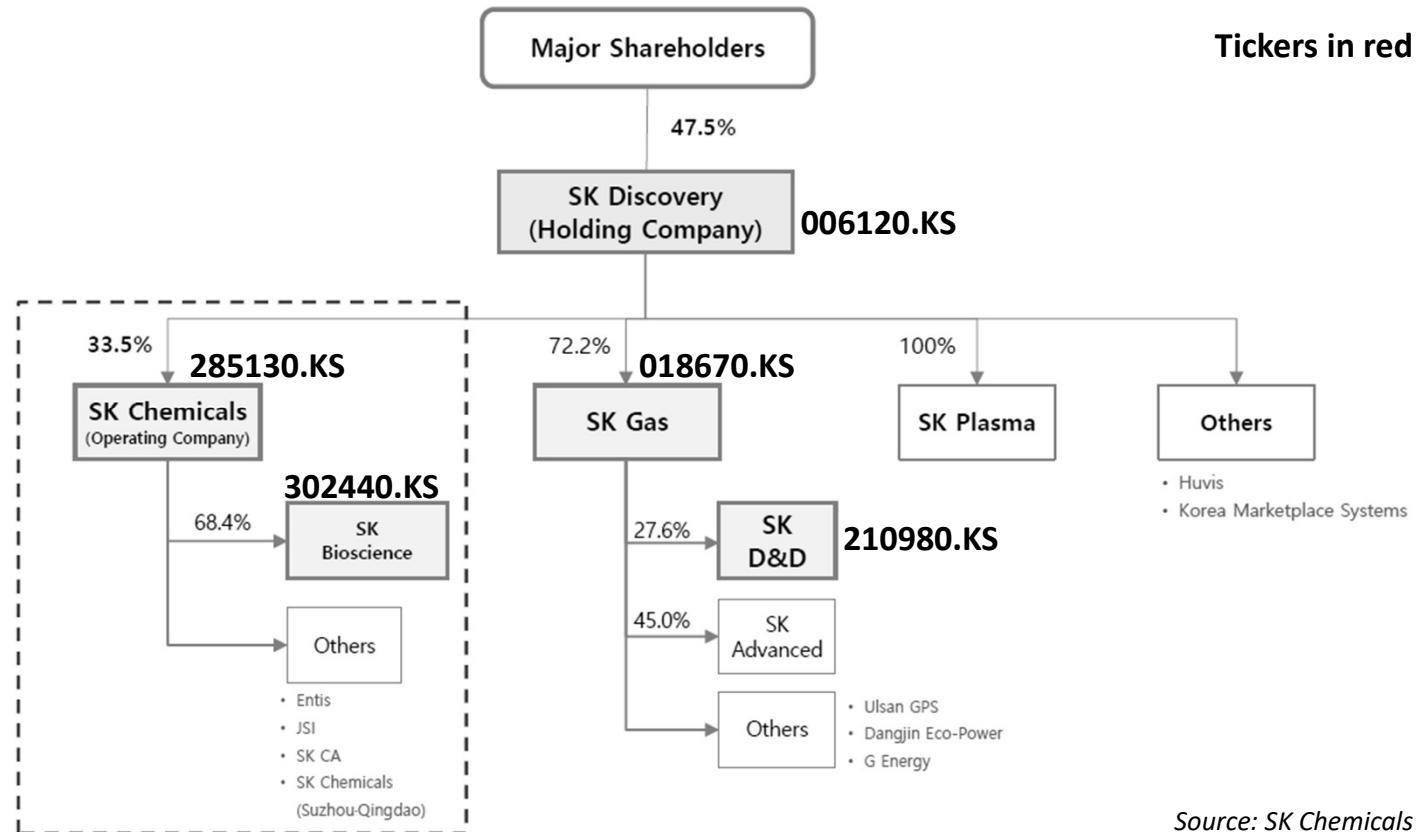 Major Shareholders
Tickers in red
47.5%
SK Discovery
(Holding Company)
006120.KS
33.5%
285130.KS
72.2%
018670.KS
100%
SK Chemicals
(Operating Company)
SK Gas
SK Plasma
Others
• Huvis
• Korea Marketplace Systems
302440.KS
68.4%
SK
Bioscience
27.6%
SK
D&D
210980.KS
45.0%
SK
Advanced
Others
• Entis
• JSI
• SK CA
• SK Chemicals
(Suzhou·Qingdao)
Others
• Ulsan GPS
• Dangjin Eco-Power
• G Energy
Source: SK Chemicals